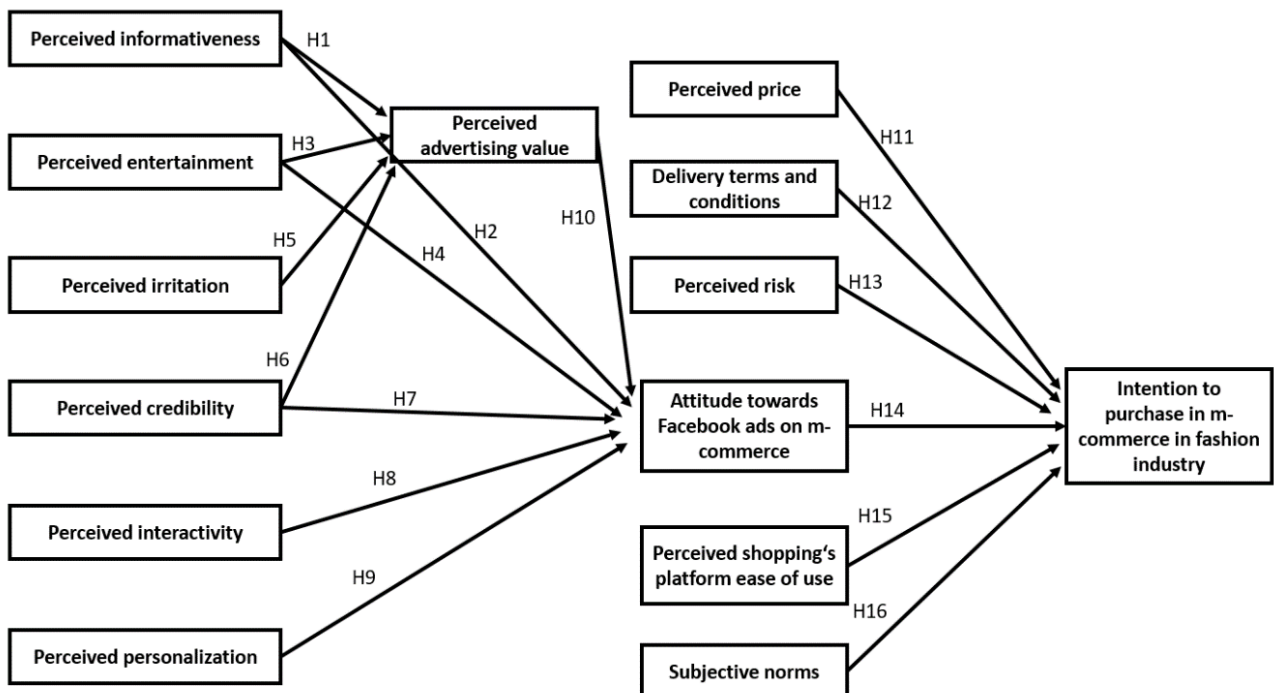 Perceived informativeness
H1
Perceived price
Perceived
advertising value
H3
Perceived entertainment
H11
Delivery terms and
conditions
H12
H10
H2
H5
H4
Perceived irritation
Perceived risk
H13
H6
Perceived credibility
H7
Attitude towards
Facebook ads on m-
commerce
H14
Intention to
purchase in m-
commerce in fashion
industry
H8
Perceived interactivity
H15
Perceived shopping‘s
platform ease of use
H9
H16
Perceived personalization
Subjective norms